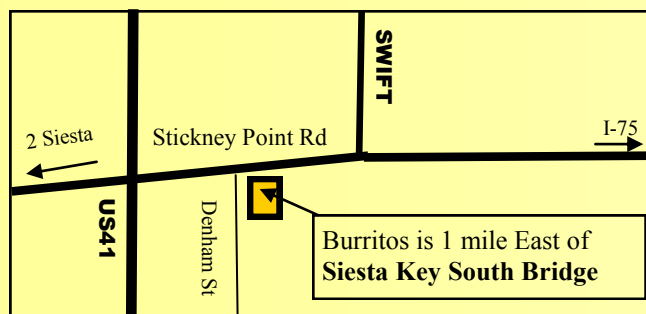 SWIFT
2 Siesta
Stickney Point Rd
I-75
US41
Denham St
Burritos is 1 mile East of
Siesta Key South Bridge